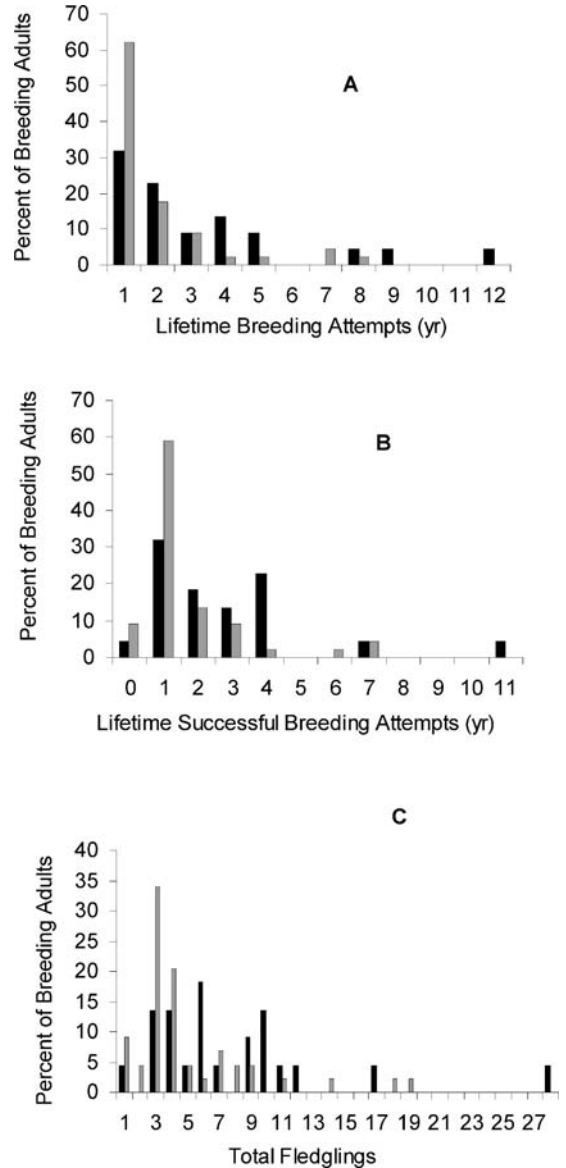 A
Percent of Breeding Adults
70
60
50
40
30
20
10
0
1 2 3 4 5 6 7 8 9 10 11 12
Lifetime Breeding Attempts (yr)
B
Percent of Breeding Adults
70
60
50
40
30
20
10
0
0 1 2 3 4 5 6 7 8 9 10 11
Lifetime Successful Breeding Attempts (yr)
C
Percent of Breeding Adults
40
35
30
25
20
15
10
5
0
1 3 5 7 9 11 13 15 17 19 21 23 25 27
Total Fledglings